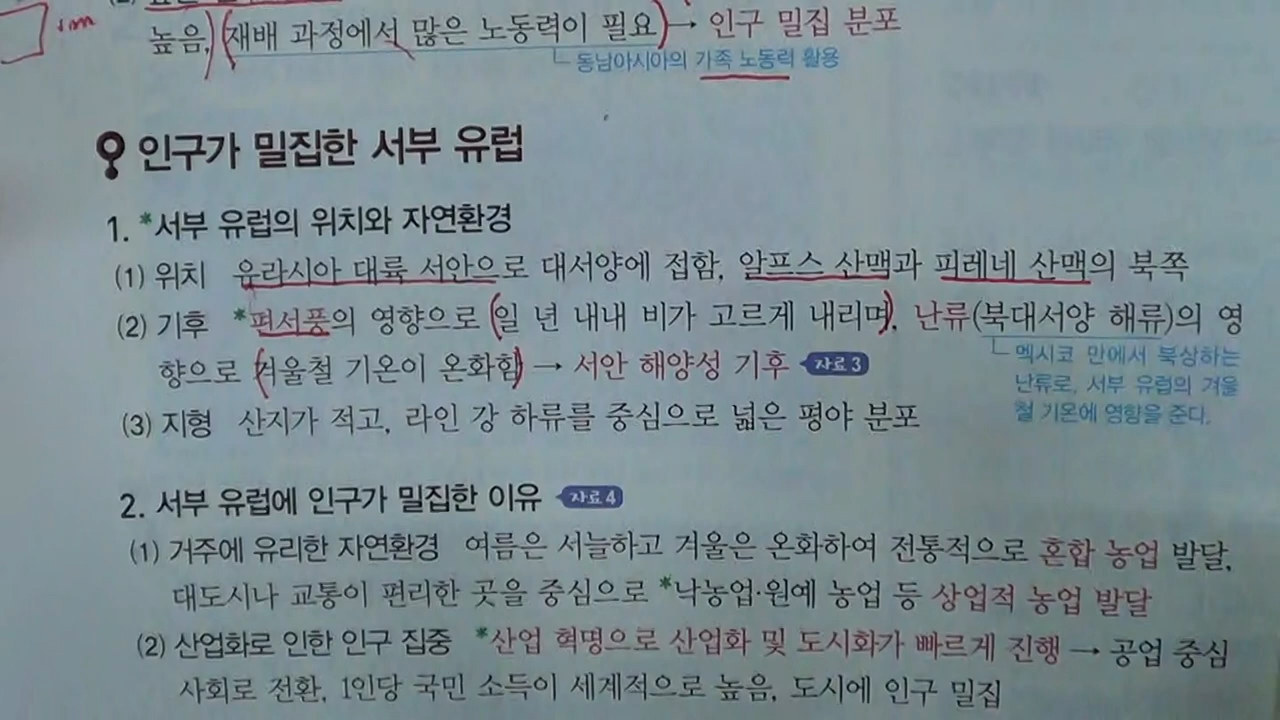 높음, 재배 과정에서 많은 노동력이 필요 → 인구 밀집 분포
동남아시아의 가족 노동력 활용
인구가 밀집한 서부 유럽
1. *서부 유럽의 위치와 자연환경
(1) 위치 유라시아 대륙 서안으로 대서양에 접함, 알프스 산맥과 피레네 산맥의 북쪽
(2) 기후 *편서풍의 영향으로 일 년 내내 비가 고르게 내리며, 난류(북대서양 해류)의 영
향으로 겨울철 기온이 온화함 → 서안 해양성 기후 자료3
멕시코 만에서 북상하는
난류로, 서부 유럽의 겨울
철 기온에 영향을 준다.
(3) 지형 산지가 적고, 라인 강 하류를 중심으로 넓은 평야 분포
2. 서부 유럽에 인구가 밀집한 이유 자료4
(1) 거주에 유리한 자연환경 여름은 서늘하고 겨울은 온화하여 전통적으로 혼합 농업 발달,
대도시나 교통이 편리한 곳을 중심으로 *낙농업·원예 농업 등 상업적 농업 발달
(2) 산업화로 인한 인구 집중 *산업 혁명으로 산업화 및 도시화가 빠르게 진행 → 공업 중심
사회로 전환, 1인당 국민 소득이 세계적으로 높음, 도시에 인구 밀집